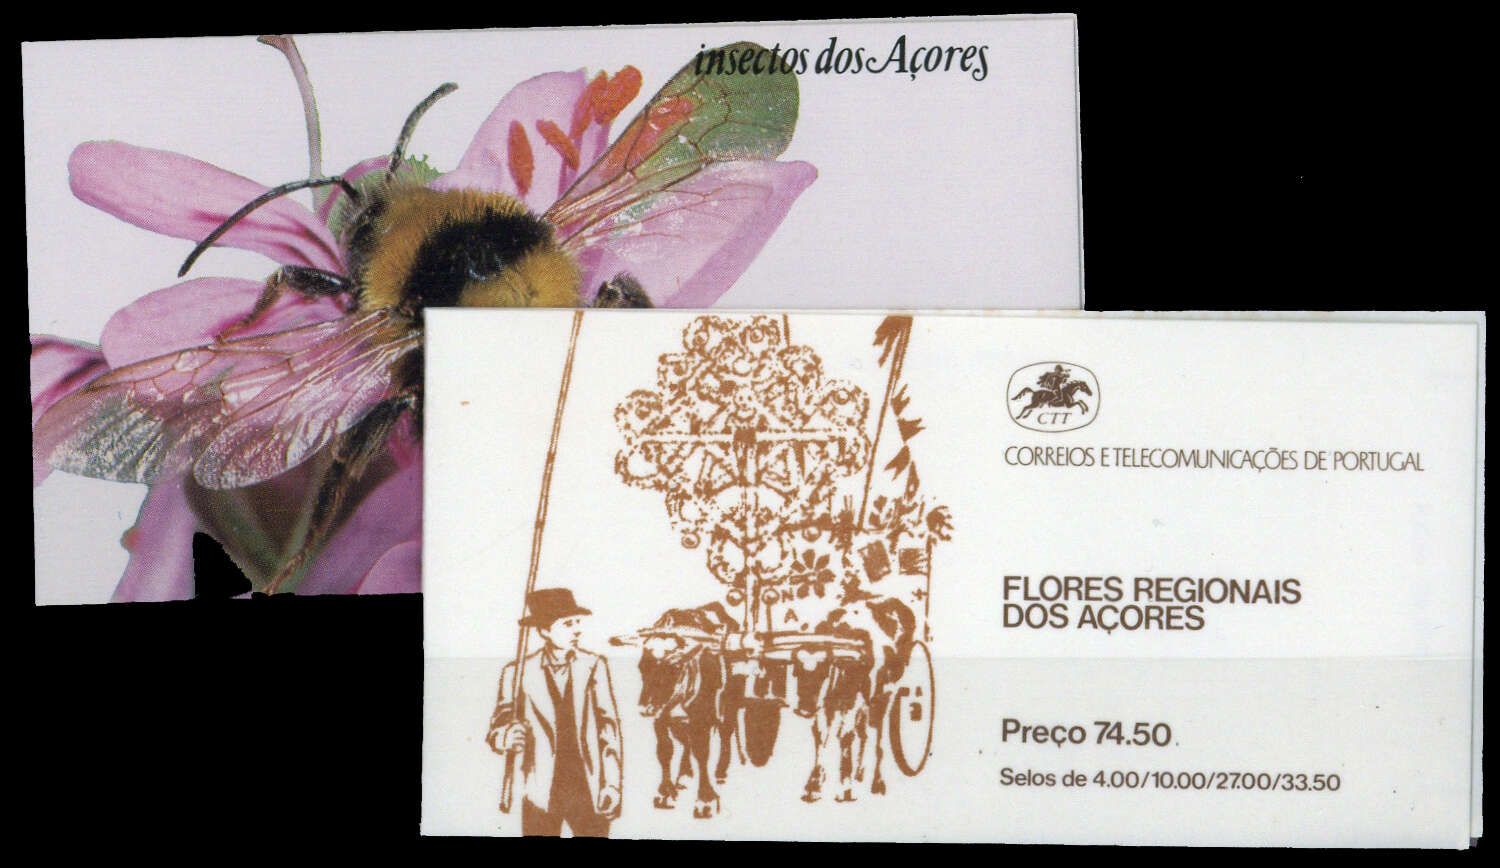 insectos dos Açores
CTT
CORREIOS E TELECOMUNICAÇÕES DE PORTUGAL
FLORES REGIONAIS
DOS AÇORES
Preço 74.50
Selos de 4.00/10.00/27.00/33.50
N
A